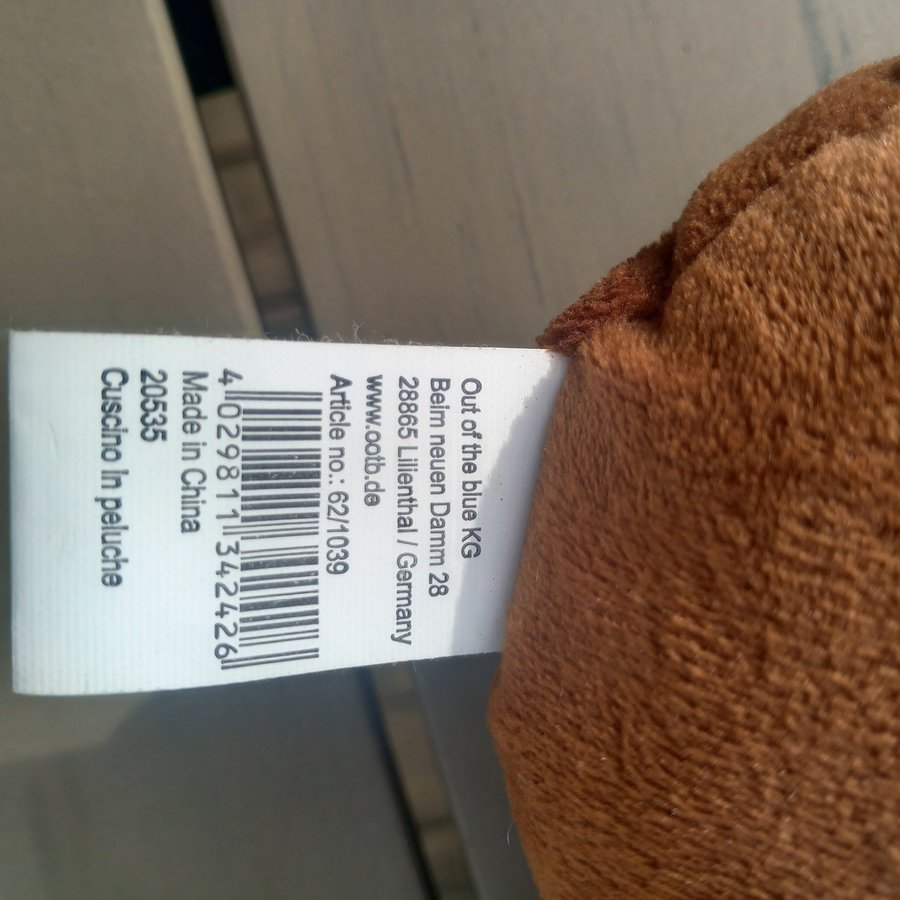 Out of the blue KG
Beim neuen Damm 28
28865 Lilienthal / Germany
www.ootb.de
Article no.: 62/1039
4 029811 342426
Made in China
20535
Cuscino in peluche